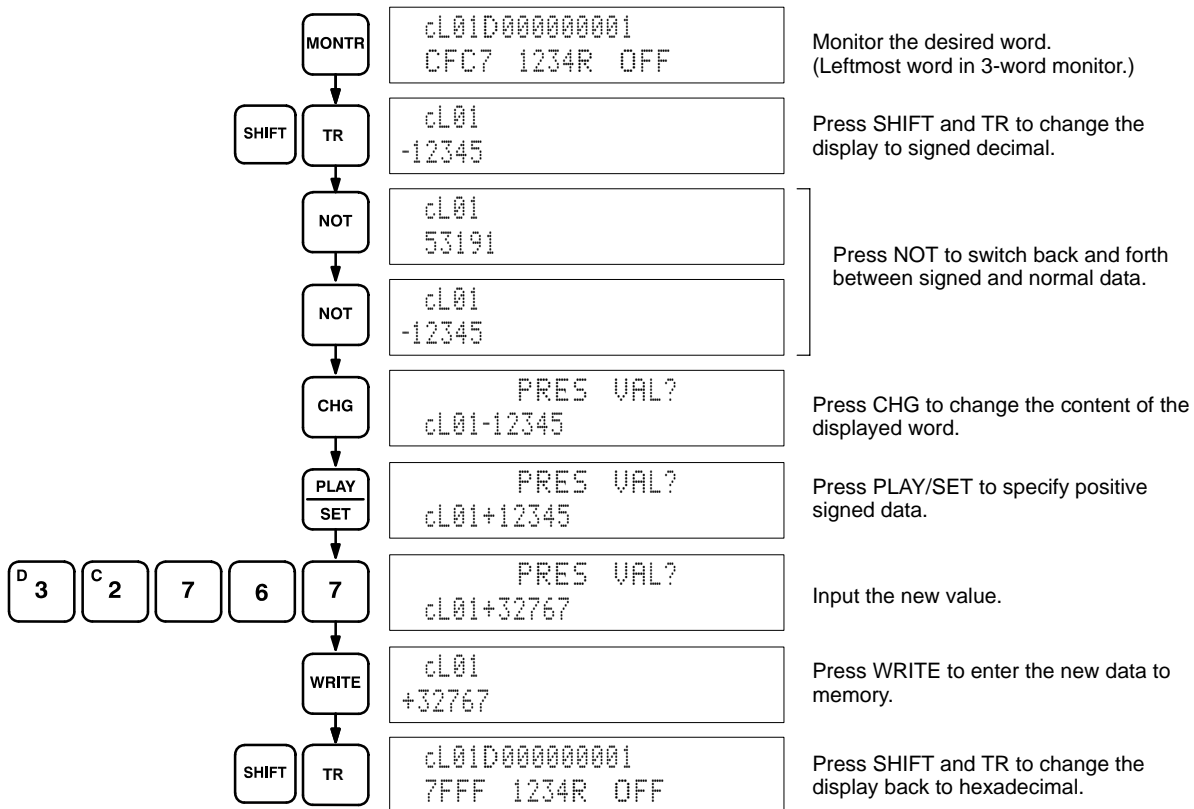 MONTR
cL01D000000001
CFC7 1234R OFF
Monitor the desired word.
(Leftmost word in 3-word monitor.)
SHIFT
TR
cL01
-12345
Press SHIFT and TR to change the
display to signed decimal.
NOT
cL01
53191
NOT
cL01
-12345
Press NOT to switch back and forth
between signed and normal data.
CHG
PRES VAL?
cL01-12345
Press CHG to change the content of the
displayed word.
PLAY
SET
PRES VAL?
cL01+12345
Press PLAY/SET to specify positive
signed data.
D 3
C 2
7
6
7
PRES VAL?
cL01+32767
Input the new value.
WRITE
cL01
+32767
Press WRITE to enter the new data to
memory.
SHIFT
TR
cL01D000000001
7FFF 1234R OFF
Press SHIFT and TR to change the
display back to hexadecimal.